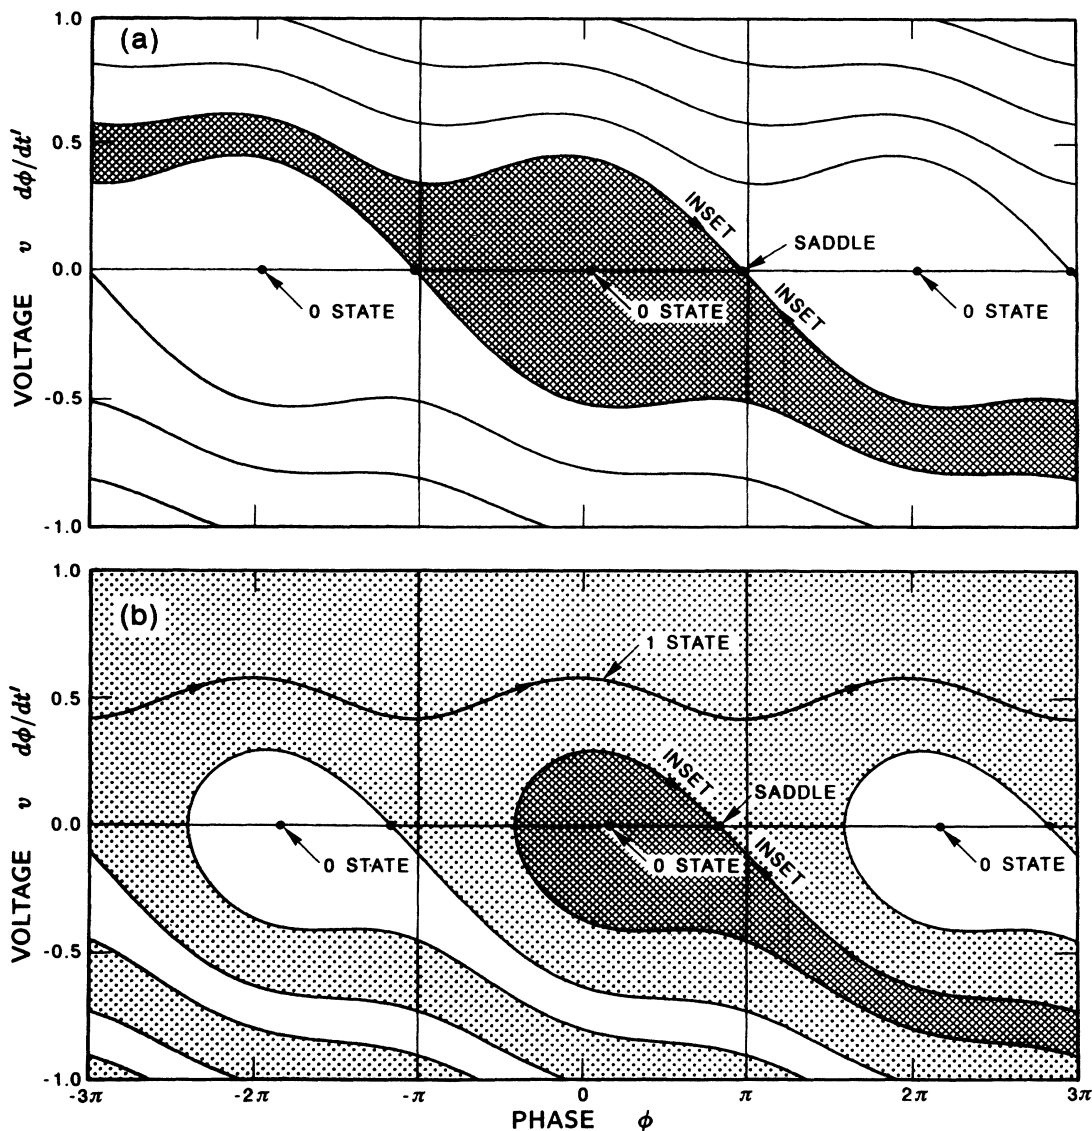 (a)
1.0
0.5
0.0
-0.5
-1.0
VOLTAGE v dϕ/dt'
INSET
SADDLE
INSET
0 STATE
0 STATE
0 STATE
(b)
1.0
0.5
0.0
-0.5
-1.0
VOLTAGE v dϕ/dt'
1 STATE
INSET
SADDLE
INSET
0 STATE
0 STATE
0 STATE
-3π -2π -π 0 π 2π 3π
PHASE ϕ